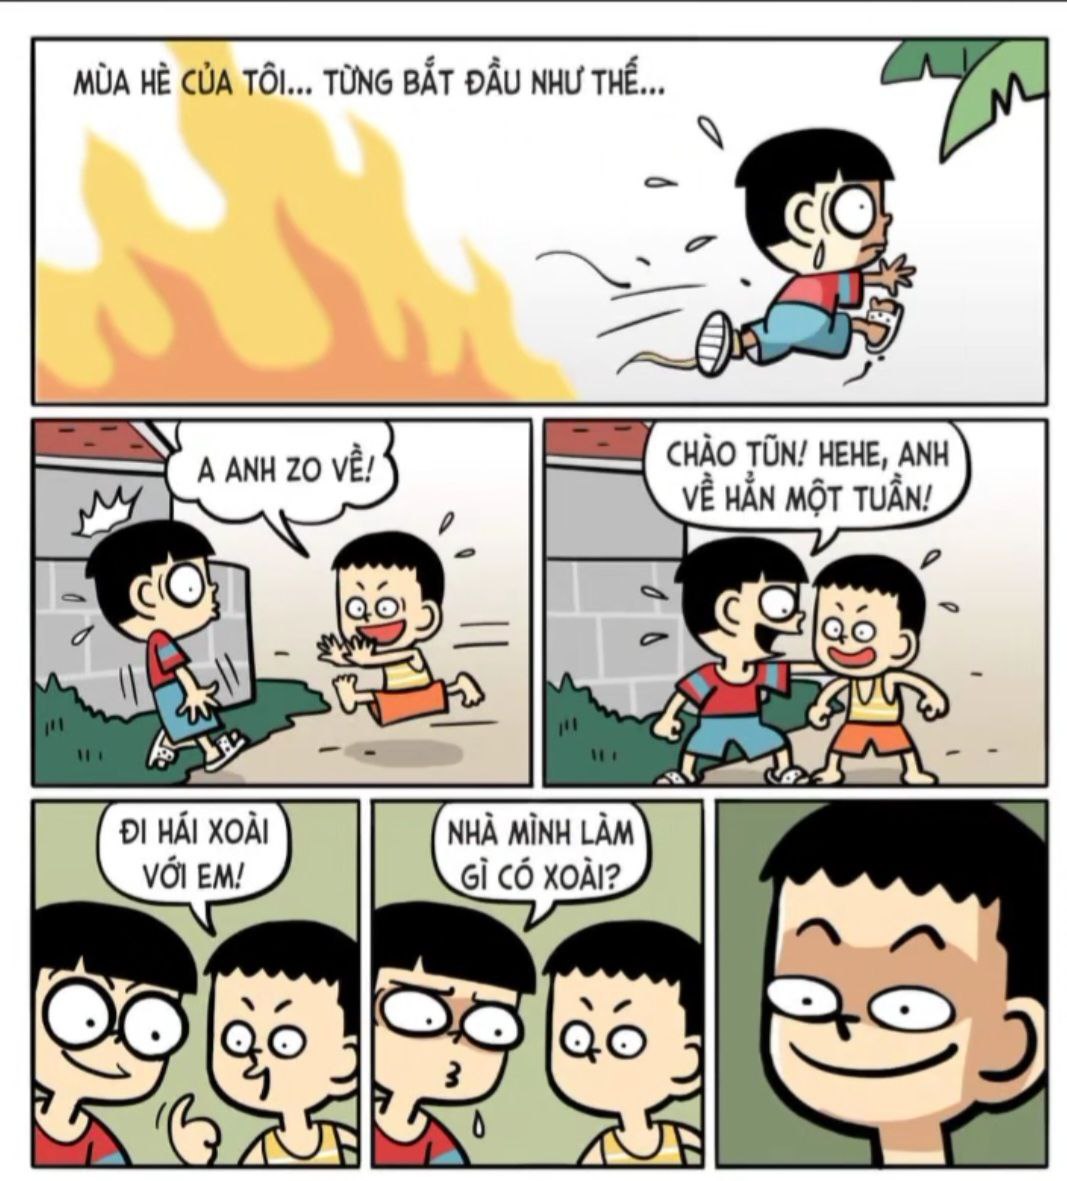 MÙA HÈ CỦA TÔI... TỪNG BẮT ĐẦU NHƯ THẾ...
A ANH ZO VỀ!
CHÀO TŨN! HEHE, ANH
VỀ HẲN MỘT TUẦN!
ĐI HÁI XOÀI
VỚI EM!
NHÀ MÌNH LÀM
GÌ CÓ XOÀI?